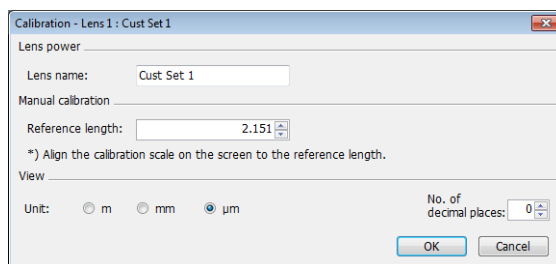 Calibration - Lens 1 : Cust Set 1
Lens power
Lens name: Cust Set 1
Manual calibration
Reference length: 2.151
*) Align the calibration scale on the screen to the reference length.
View
Unit: m mm µm
No. of
decimal places: 0
OK Cancel